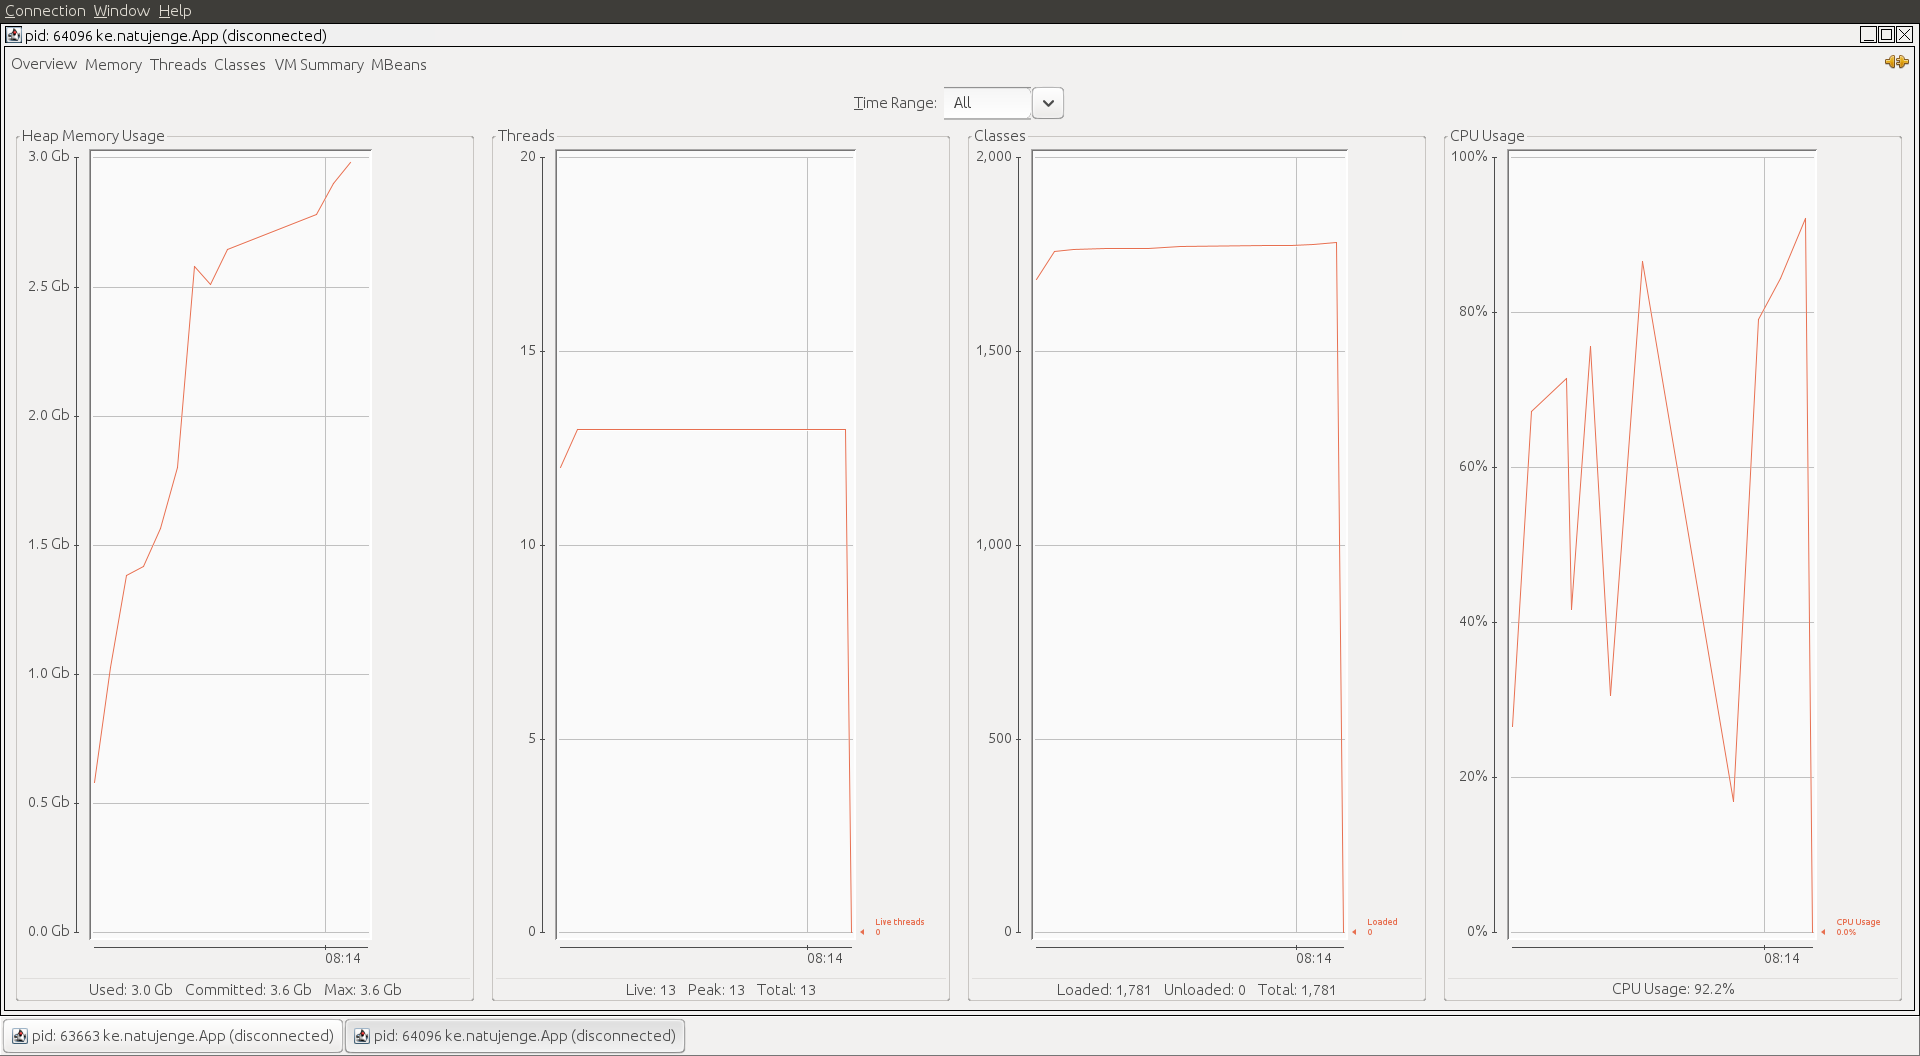 Connection Window Help
pid: 64096 ke.natujenge.App (disconnected)
Overview Memory Threads Classes VM Summary MBeans
Time Range: All
Heap Memory Usage
3.0 Gb
2.5 Gb
2.0 Gb
1.5 Gb
1.0 Gb
0.5 Gb
0.0 Gb
08:14
Used: 3.0 Gb Committed: 3.6 Gb Max: 3.6 Gb
Threads
20
15
10
5
0
Live threads
0
08:14
Live: 13 Peak: 13 Total: 13
Classes
2,000
1,500
1,000
500
0
Loaded
0
08:14
Loaded: 1,781 Unloaded: 0 Total: 1,781
CPU Usage
100%
80%
60%
40%
20%
0%
CPU Usage
0.0%
08:14
CPU Usage: 92.2%
pid: 63663 ke.natujenge.App (disconnected)
pid: 64096 ke.natujenge.App (disconnected)